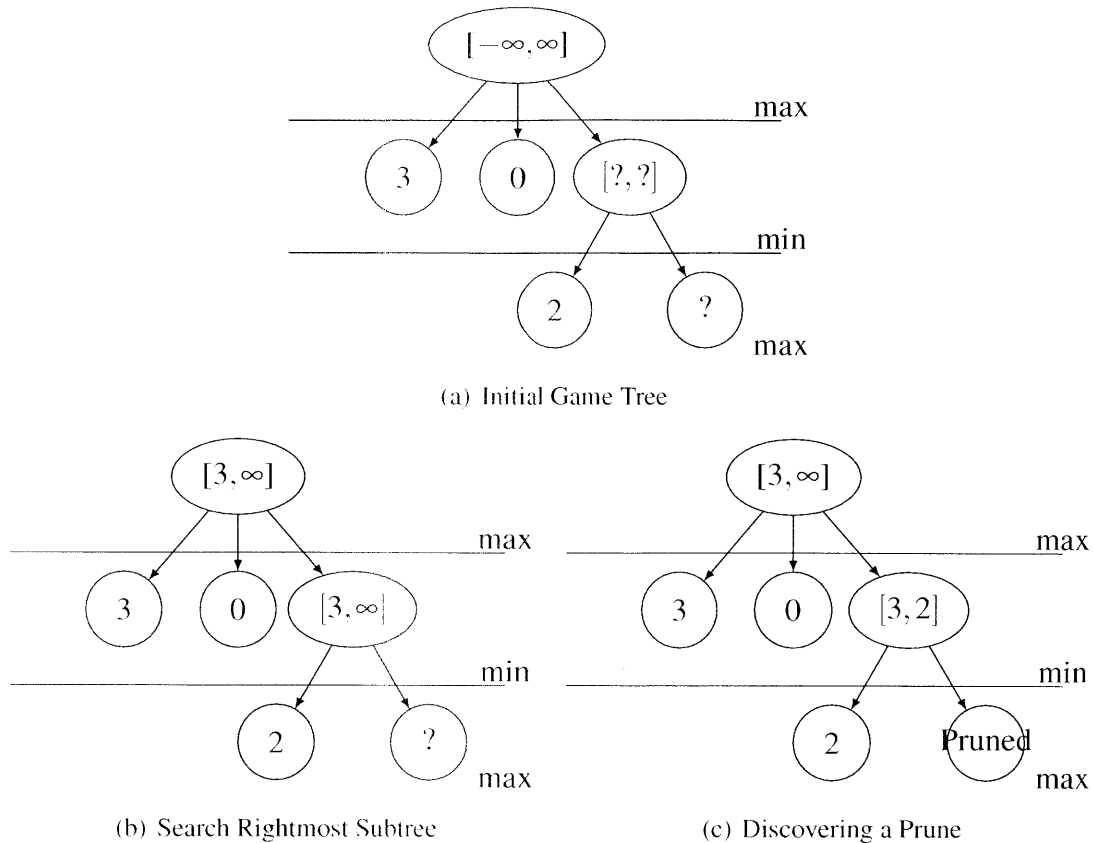 [−∞, ∞]
max
3 0 [?, ?]
min
2 ?
max
(a) Initial Game Tree
[3, ∞]
max
3 0 [3, ∞]
min
2 ?
max
(b) Search Rightmost Subtree
[3, ∞]
max
3 0 [3, 2]
min
2 Pruned
max
(c) Discovering a Prune